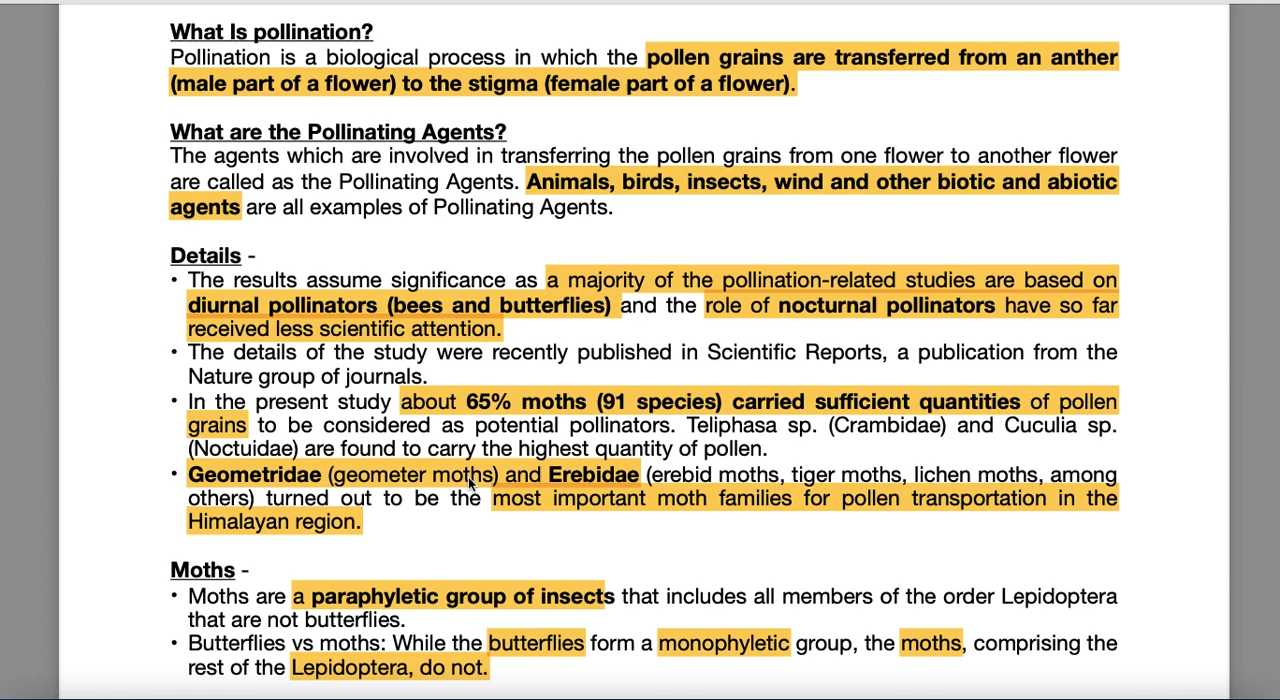 What Is pollination?
Pollination is a biological process in which the pollen grains are transferred from an anther
(male part of a flower) to the stigma (female part of a flower).
What are the Pollinating Agents?
The agents which are involved in transferring the pollen grains from one flower to another flower
are called as the Pollinating Agents. Animals, birds, insects, wind and other biotic and abiotic
agents are all examples of Pollinating Agents.
Details -
• The results assume significance as a majority of the pollination-related studies are based on
diurnal pollinators (bees and butterflies) and the role of nocturnal pollinators have so far
received less scientific attention.
• The details of the study were recently published in Scientific Reports, a publication from the
Nature group of journals.
• In the present study about 65% moths (91 species) carried sufficient quantities of pollen
grains to be considered as potential pollinators. Teliphasa sp. (Crambidae) and Cuculia sp.
(Noctuidae) are found to carry the highest quantity of pollen.
• Geometridae (geometer moths) and Erebidae (erebid moths, tiger moths, lichen moths, among
others) turned out to be the most important moth families for pollen transportation in the
Himalayan region.
Moths -
• Moths are a paraphyletic group of insects that includes all members of the order Lepidoptera
that are not butterflies.
• Butterflies vs moths: While the butterflies form a monophyletic group, the moths, comprising the
rest of the Lepidoptera, do not.